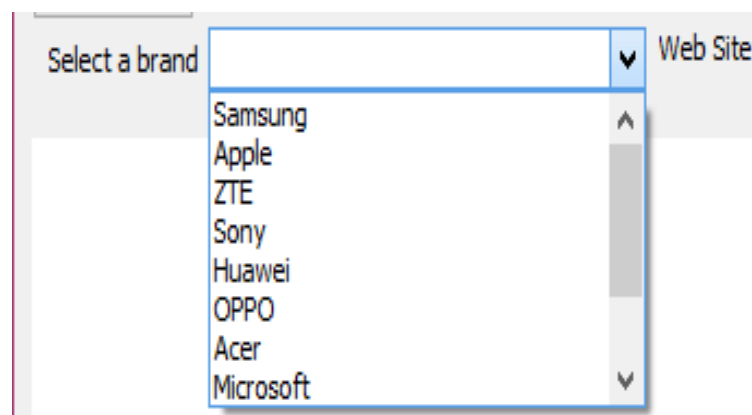 Select a brand
Web Site
Samsung
Apple
ZTE
Sony
Huawei
OPPO
Acer
Microsoft